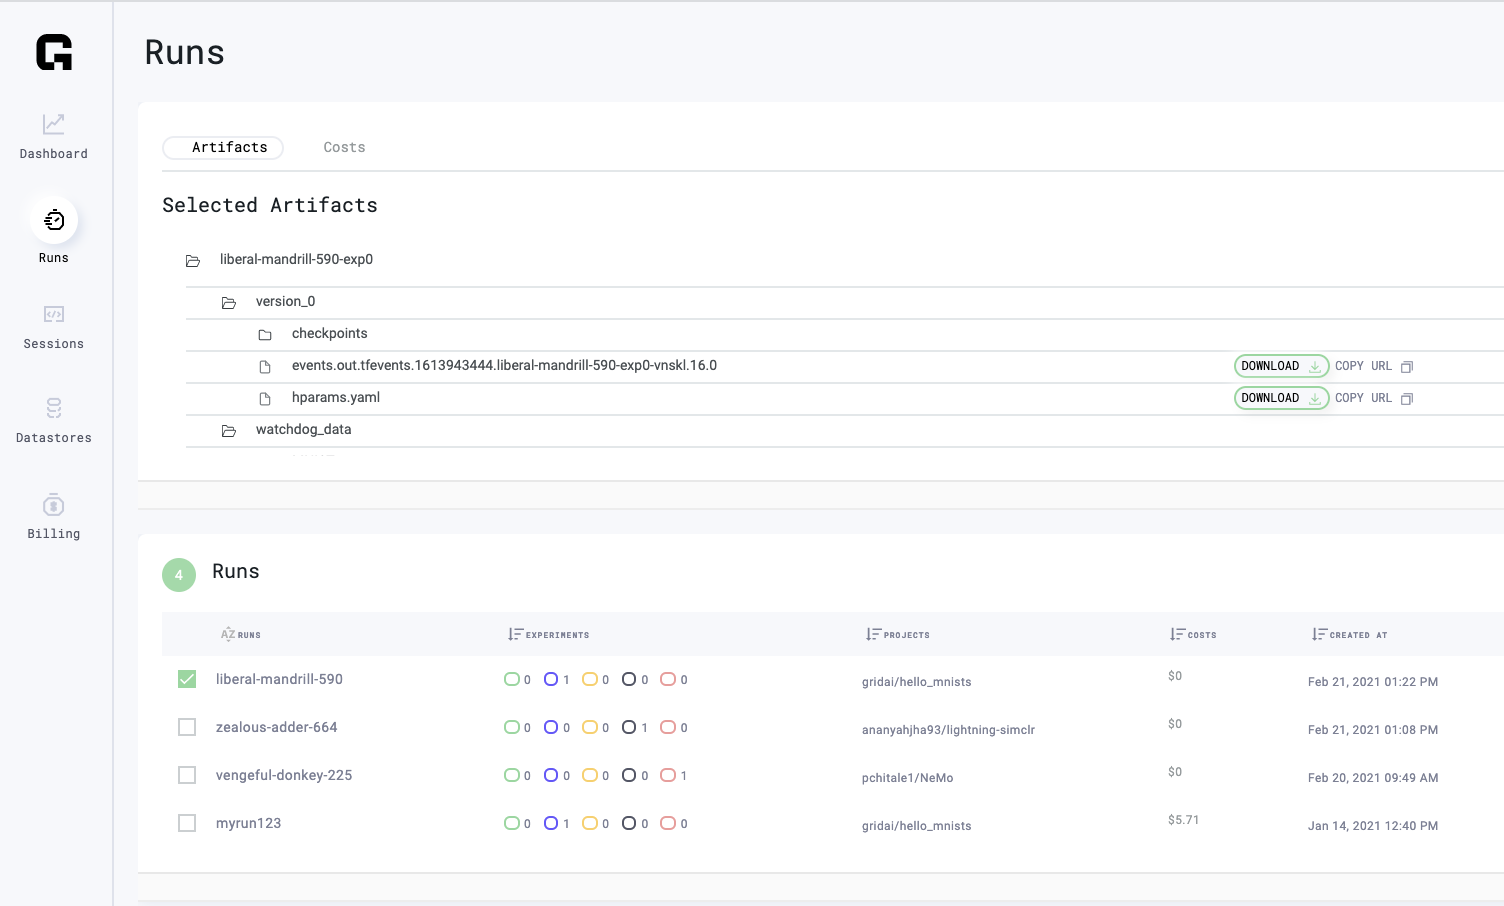 Runs
Dashboard
Runs
Sessions
Datastores
Billing
Artifacts Costs
Selected Artifacts
liberal-mandrill-590-exp0
version_0
checkpoints
events.out.tfevents.1613943444.liberal-mandrill-590-exp0-vnskl.16.0 DOWNLOAD COPY URL
hparams.yaml DOWNLOAD COPY URL
watchdog_data
4 Runs
AZ RUNS EXPERIMENTS PROJECTS COSTS CREATED AT
liberal-mandrill-590 0 1 0 0 0 gridai/hello_mnists $0 Feb 21, 2021 01:22 PM
zealous-adder-664 0 0 0 1 0 ananyahjha93/lightning-simclr $0 Feb 21, 2021 01:08 PM
vengeful-donkey-225 0 0 0 0 1 pchitale1/NeMo $0 Feb 20, 2021 09:49 AM
myrun123 0 1 0 0 0 gridai/hello_mnists $5.71 Jan 14, 2021 12:40 PM